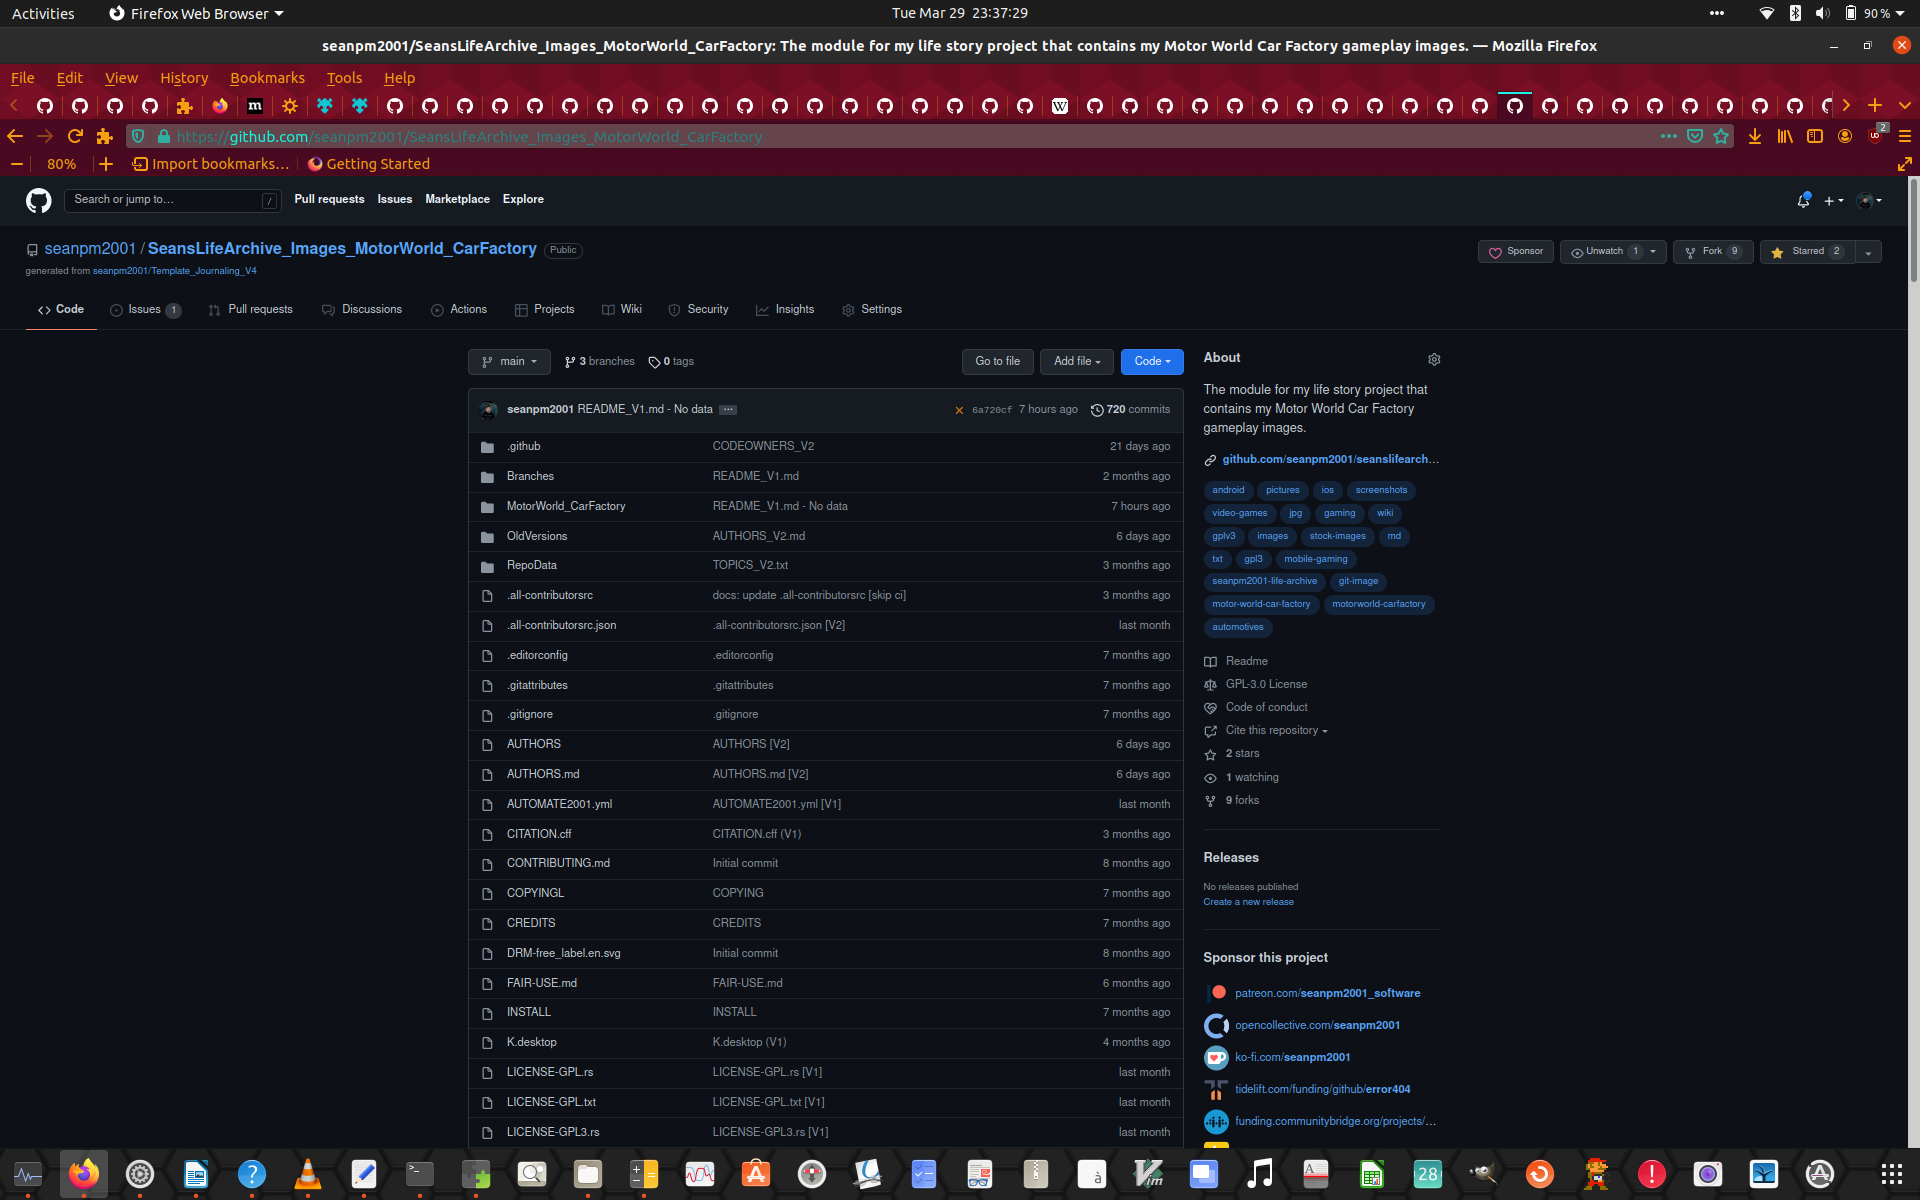 Activities Firefox Web Browser Tue Mar 29 23:37:29 90 %
seanpm2001/SeansLifeArchive_Images_MotorWorld_CarFactory: The module for my life story project that contains my Motor World Car Factory gameplay images. — Mozilla Firefox
File Edit View History Bookmarks Tools Help
https://github.com/seanpm2001/SeansLifeArchive_Images_MotorWorld_CarFactory 2
80% Import bookmarks... Getting Started
Search or jump to... / Pull requests Issues Marketplace Explore
seanpm2001 / SeansLifeArchive_Images_MotorWorld_CarFactory Public Sponsor Unwatch 1 Fork 9 Starred 2
generated from seanpm2001/Template_Journaling_V4
Code Issues 1 Pull requests Discussions Actions Projects Wiki Security Insights Settings
main 3 branches 0 tags Go to file Add file Code
seanpm2001 README_V1.md - No data ... 6a720cf 7 hours ago 720 commits
.github CODEOWNERS_V2 21 days ago
Branches README_V1.md 2 months ago
MotorWorld_CarFactory README_V1.md - No data 7 hours ago
OldVersions AUTHORS_V2.md 6 days ago
RepoData TOPICS_V2.txt 3 months ago
.all-contributorsrc docs: update .all-contributorsrc [skip ci] 3 months ago
.all-contributorsrc.json .all-contributorsrc.json [V2] last month
.editorconfig .editorconfig 7 months ago
.gitattributes .gitattributes 7 months ago
.gitignore .gitignore 7 months ago
AUTHORS AUTHORS [V2] 6 days ago
AUTHORS.md AUTHORS.md [V2] 6 days ago
AUTOMATE2001.yml AUTOMATE2001.yml [V1] last month
CITATION.cff CITATION.cff (V1) 3 months ago
CONTRIBUTING.md Initial commit 8 months ago
COPYINGL COPYING 7 months ago
CREDITS CREDITS 7 months ago
DRM-free_label.en.svg Initial commit 8 months ago
FAIR-USE.md FAIR-USE.md 6 months ago
INSTALL INSTALL 7 months ago
K.desktop K.desktop (V1) 4 months ago
LICENSE-GPL.rs LICENSE-GPL.rs [V1] last month
LICENSE-GPL.txt LICENSE-GPL.txt [V1] last month
LICENSE-GPL3.rs LICENSE-GPL3.rs [V1] last month
About
The module for my life story project that
contains my Motor World Car Factory
gameplay images.
github.com/seanpm2001/seanslifearch...
android pictures ios screenshots
video-games jpg gaming wiki
gplv3 images stock-images md
txt gpl3 mobile-gaming
seanpm2001-life-archive git-image
motor-world-car-factory motorworld-carfactory
automotives
Readme
GPL-3.0 License
Code of conduct
Cite this repository
2 stars
1 watching
9 forks
Releases
No releases published
Create a new release
Sponsor this project
patreon.com/seanpm2001_software
opencollective.com/seanpm2001
ko-fi.com/seanpm2001
tidelift.com/funding/github/error404
funding.communitybridge.org/projects/...
28